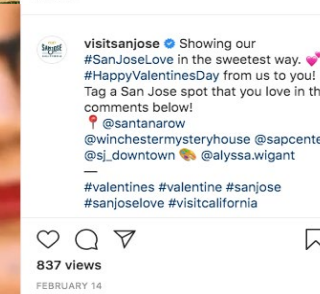 visitsanjose Showing our
#SanJoseLove in the sweetest way. 💕
#HappyValentinesDay from us to you!
Tag a San Jose spot that you love in th
comments below!
📍 @santanarow
@winchestermysteryhouse @sapcente
@sj_downtown 🎨 @alyssa.wigant
—
#valentines #valentine #sanjose
#sanjoselove #visitcalifornia
837 views
FEBRUARY 14